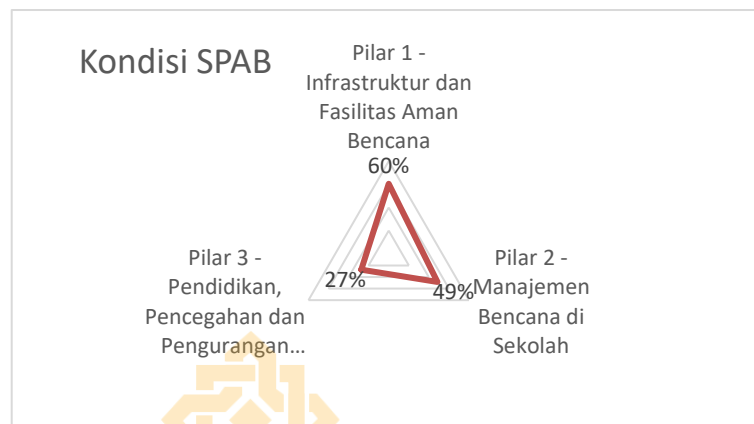 Kondisi SPAB
Pilar 1 -
Infrastruktur dan
Fasilitas Aman
Bencana
60%
Pilar 2 -
Manajemen
Bencana di
Sekolah
49%
Pilar 3 -
Pendidikan,
Pencegahan dan
Pengurangan...
27%